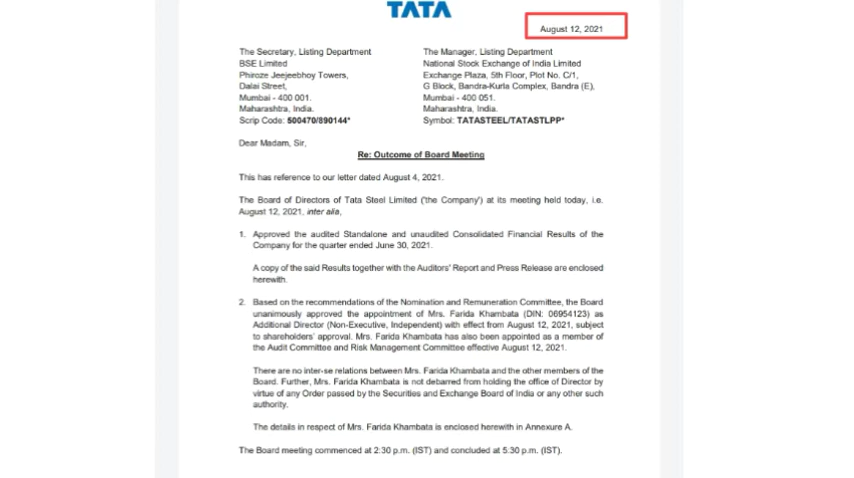 TATA
August 12, 2021
The Secretary, Listing Department
BSE Limited
Phiroze Jeejeebhoy Towers,
Dalal Street,
Mumbai - 400 001.
Maharashtra, India.
Scrip Code: 500470/890144*
The Manager, Listing Department
National Stock Exchange of India Limited
Exchange Plaza, 5th Floor, Plot No. C/1,
G Block, Bandra-Kurla Complex, Bandra (E),
Mumbai - 400 051.
Maharashtra, India.
Symbol: TATASTEEL/TATASTLPP*
Dear Madam, Sir,
Re: Outcome of Board Meeting
This has reference to our letter dated August 4, 2021.
The Board of Directors of Tata Steel Limited ('the Company') at its meeting held today, i.e.
August 12, 2021, inter alia,
1. Approved the audited Standalone and unaudited Consolidated Financial Results of the
Company for the quarter ended June 30, 2021.
A copy of the said Results together with the Auditors' Report and Press Release are enclosed
herewith.
2. Based on the recommendations of the Nomination and Remuneration Committee, the Board
unanimously approved the appointment of Mrs. Farida Khambata (DIN: 06954123) as
Additional Director (Non-Executive, Independent) with effect from August 12, 2021, subject
to shareholders' approval. Mrs. Farida Khambata has also been appointed as a member of
the Audit Committee and Risk Management Committee effective August 12, 2021.
There are no inter-se relations between Mrs. Farida Khambata and the other members of the
Board. Further, Mrs. Farida Khambata is not debarred from holding the office of Director by
virtue of any Order passed by the Securities and Exchange Board of India or any other such
authority.
The details in respect of Mrs. Farida Khambata is enclosed herewith in Annexure A.
The Board meeting commenced at 2:30 p.m. (IST) and concluded at 5:30 p.m. (IST).